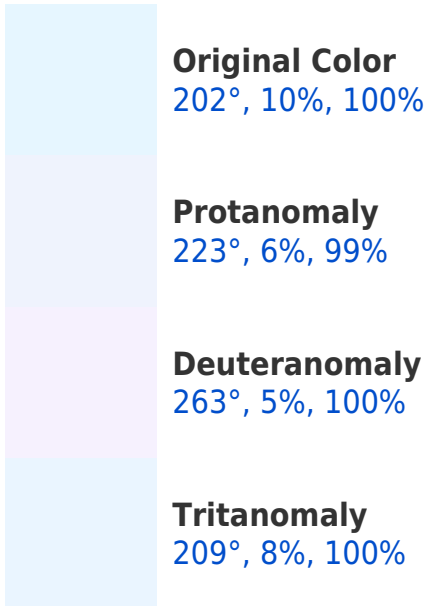 Original Color
202°, 10%, 100%
Protanomaly
223°, 6%, 99%
Deuteranomaly
263°, 5%, 100%
Tritanomaly
209°, 8%, 100%